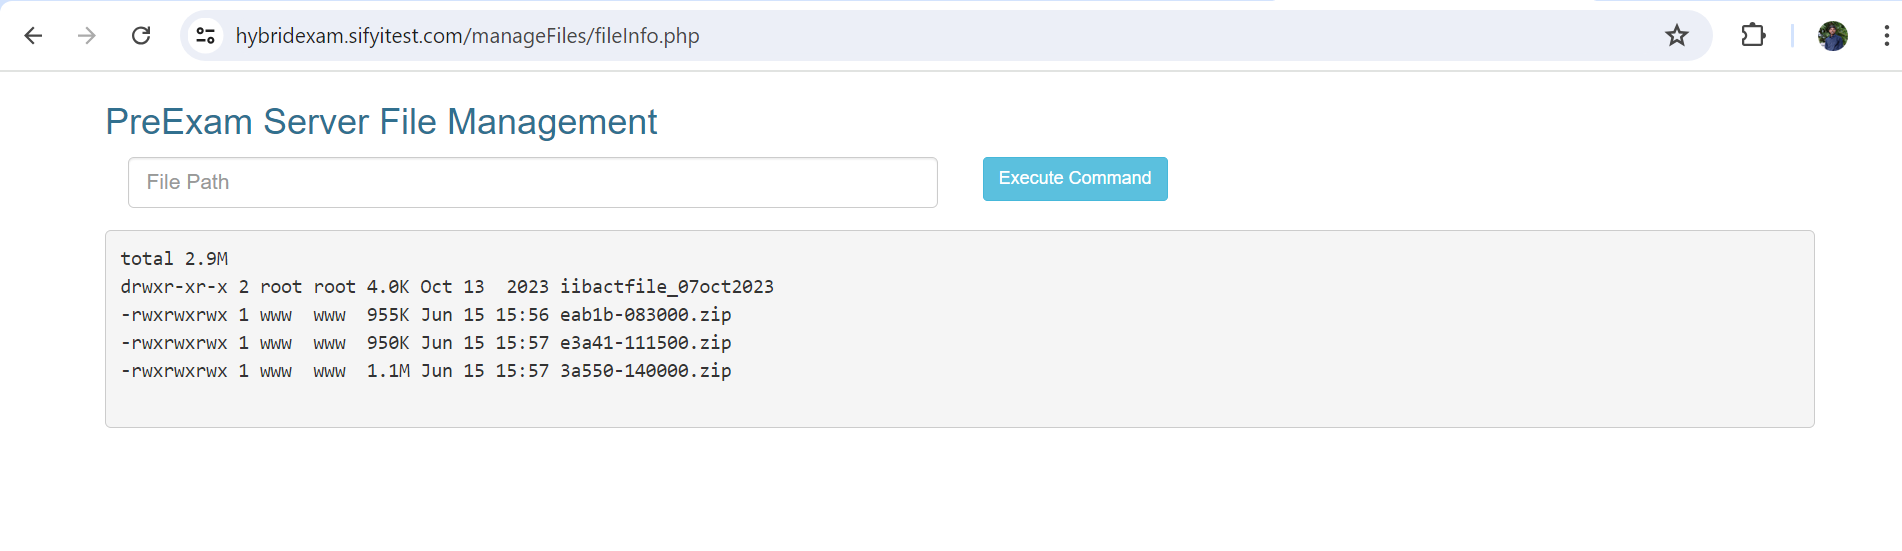 hybridexam.sifyitest.com/manageFiles/fileInfo.php
PreExam Server File Management
File Path
Execute Command
total 2.9M
drwxr-xr-x 2 root root 4.0K Oct 13  2023 iibactfile_07oct2023
-rwxrwxrwx 1 www  www  955K Jun 15 15:56 eab1b-083000.zip
-rwxrwxrwx 1 www  www  950K Jun 15 15:57 e3a41-111500.zip
-rwxrwxrwx 1 www  www  1.1M Jun 15 15:57 3a550-140000.zip